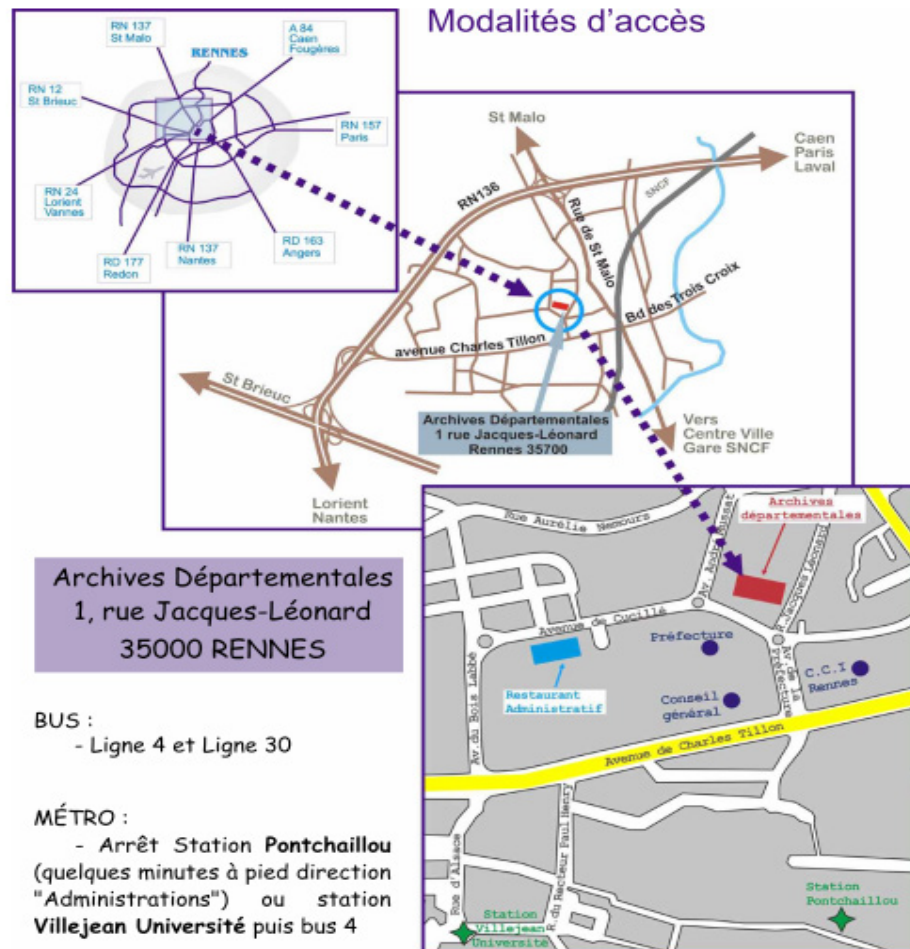 Modalités d'accès
RN 137
St Malo
A 84
Caen
Fougères
RENNES
RN 12
St Brieuc
RN 157
Paris
RN 24
Lorient
Vannes
RD 177
Redon
RN 137
Nantes
RD 163
Angers
St Malo
Caen
Paris
Laval
SNCF
RN136
Rue de St Malo
Bd des Trois Croix
avenue Charles Tillon
St Brieuc
Archives Départementales
1 rue Jacques-Léonard
Rennes 35700
Vers
Centre Ville
Gare SNCF
Lorient
Nantes
Archives Départementales
1, rue Jacques-Léonard
35000 RENNES
BUS :
- Ligne 4 et Ligne 30
MÉTRO :
- Arrêt Station Pontchaillou
(quelques minutes à pied direction
"Administrations") ou station
Villejean Université puis bus 4
Rue Aurélie Nemours
Av. André Mussat
Archives
départementales
R.Jacques Léonard
Avenue de Cucillé
Préfecture
Av.du Bois Labbé
Restaurant
Administratif
Conseil
général
Av.de la
Préfecture
C.C.I
Rennes
Avenue de Charles Tillon
Rue d'Alsace
R.du Recteur Paul Henry
Station
Villejean
Université
Station
Pontchaillou